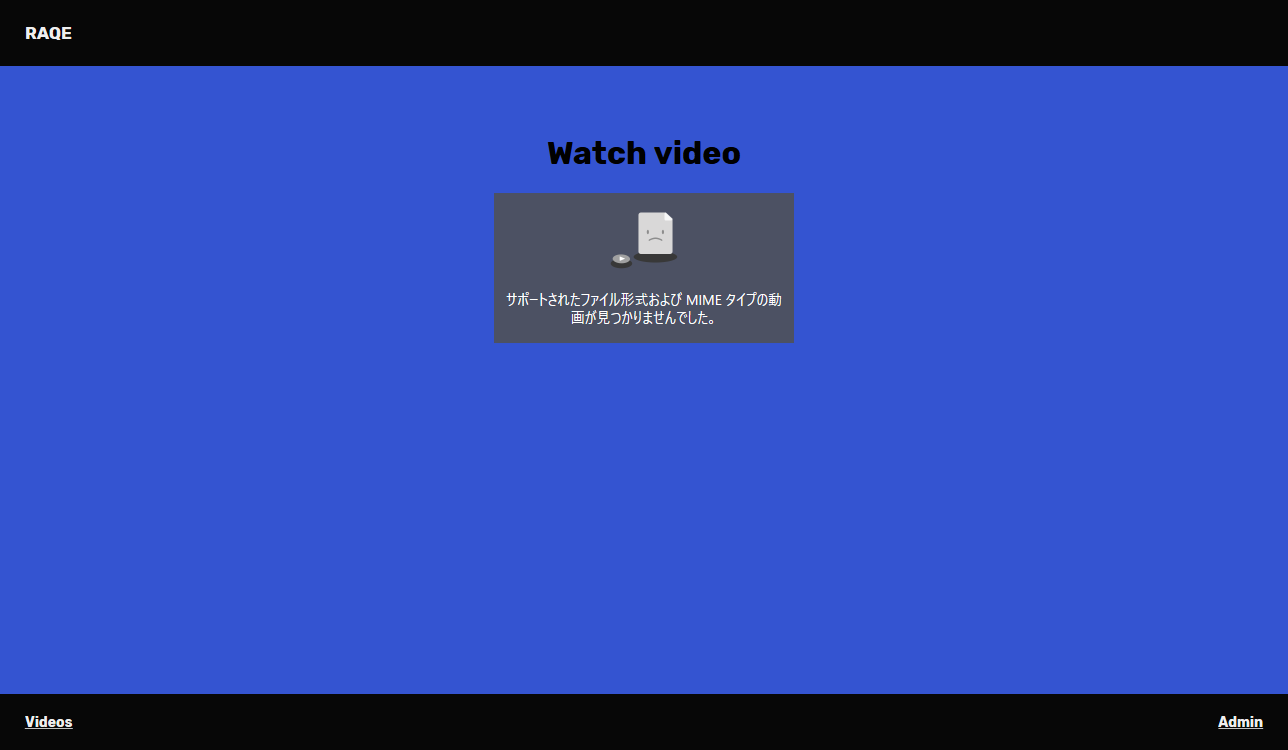 RAQE
Watch video
サポートされたファイル形式および MIME タイプの動
画が見つかりませんでした。
Videos
Admin